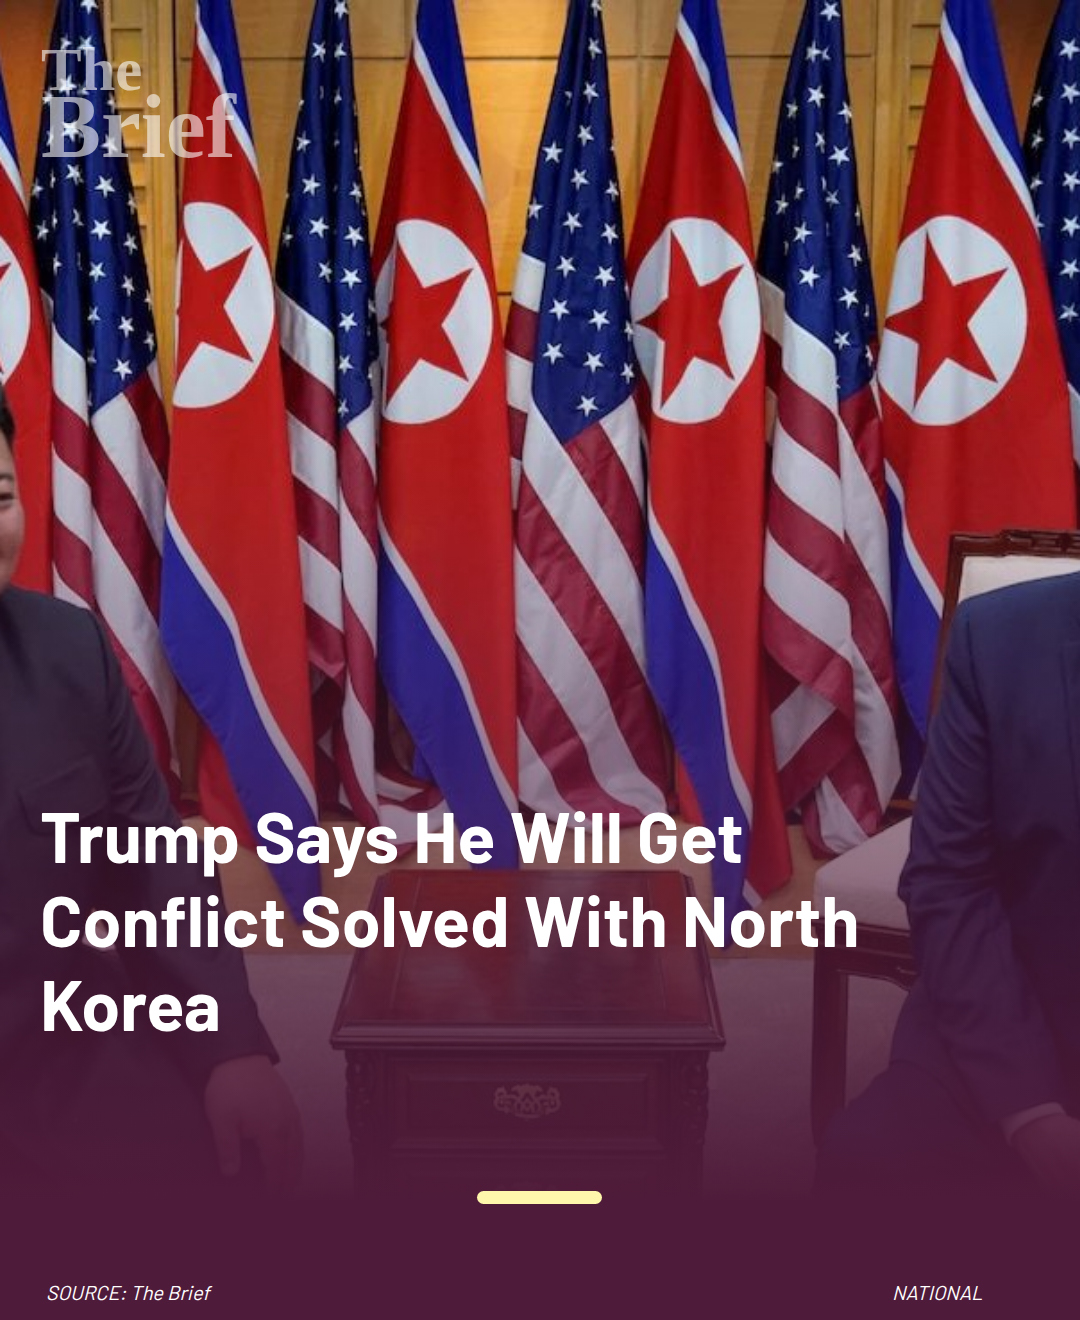 The
Brief
Trump Says He Will Get
Conflict Solved With North
Korea
SOURCE: The Brief
NATIONAL